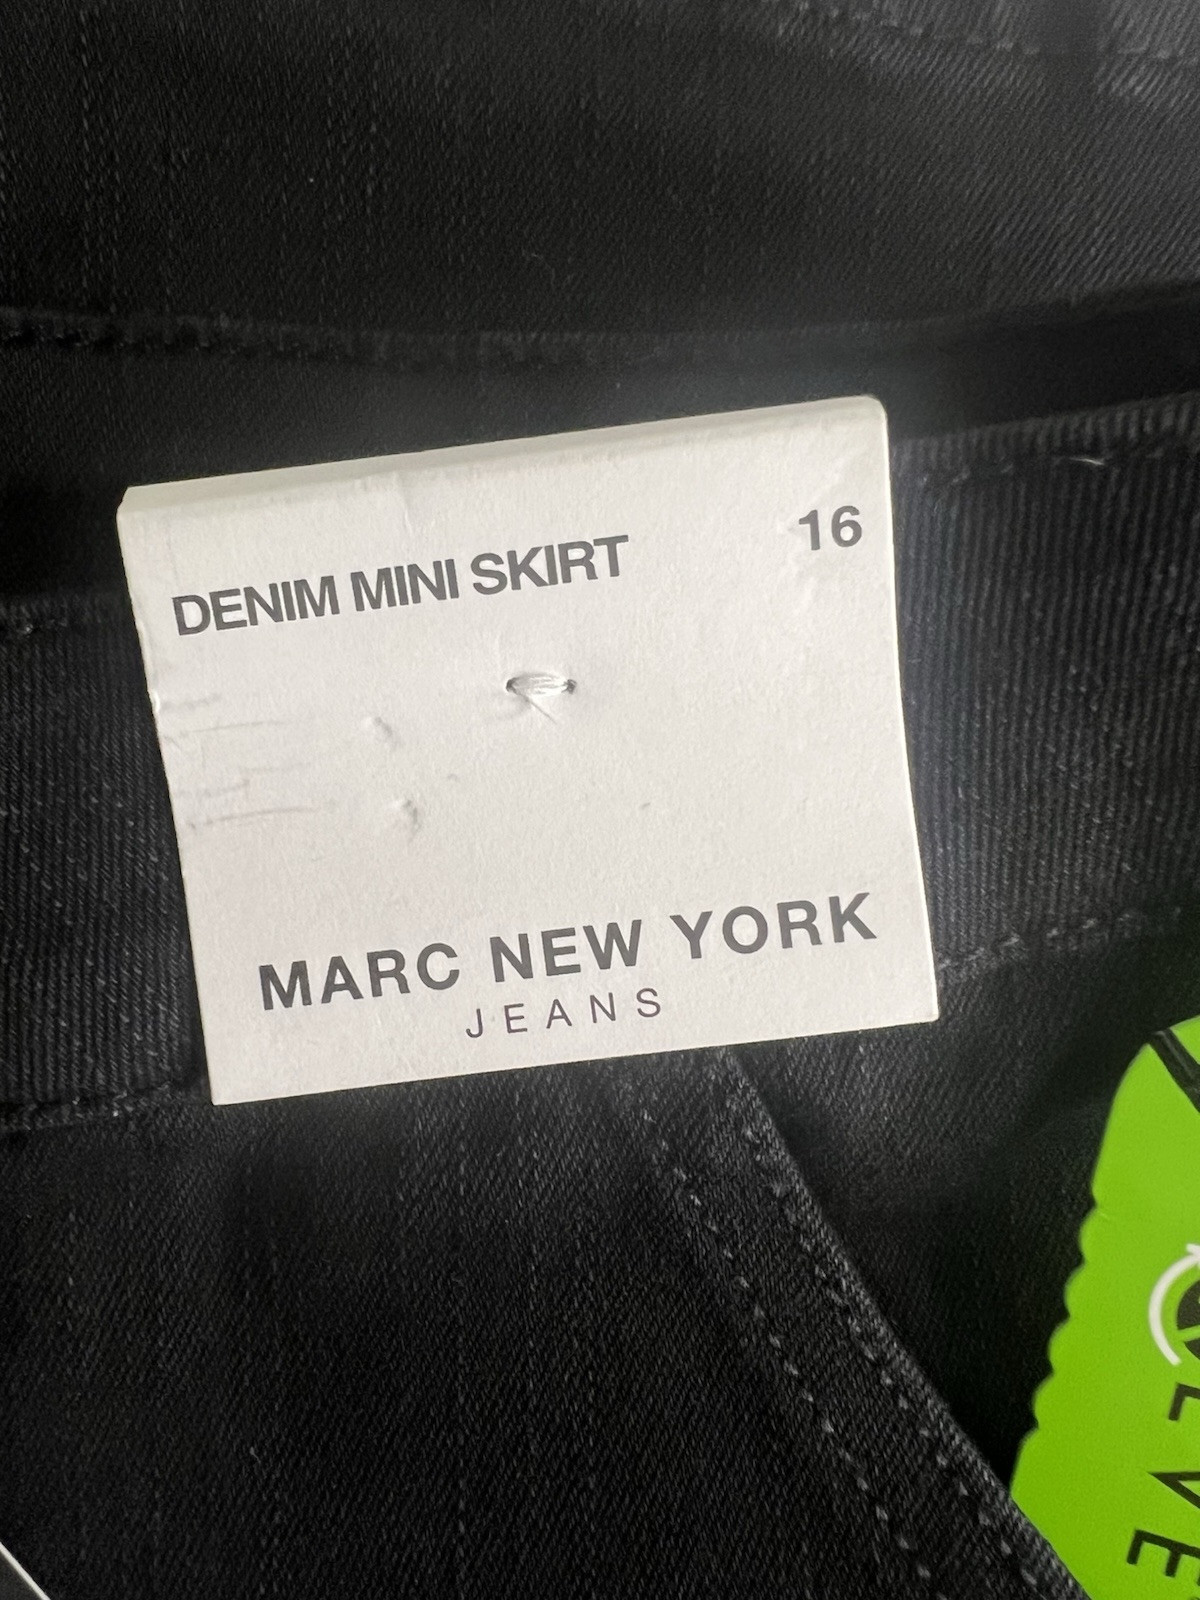 DENIM MINI SKIRT
16
MARC NEW YORK
JEANS